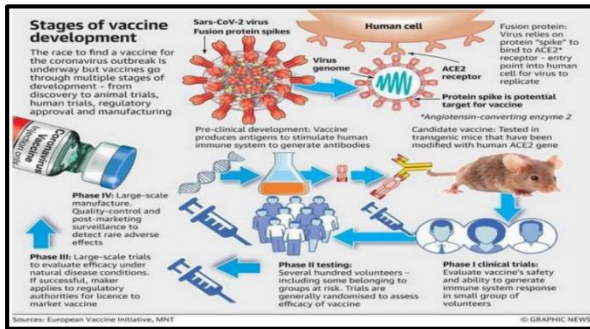 Stages of vaccine
development
The race to find a vaccine for
the coronavirus outbreak is
underway but vaccines go
through multiple stages of
development – from
discovery to animal trials,
human trials, regulatory
approval and manufacturing
Sars-CoV-2 virus
Fusion protein spikes
Virus
genome
Human cell
ACE2
receptor
Protein spike is potential
target for vaccine
*Angiotensin-converting enzyme 2
Fusion protein:
Virus relies on
protein "spike" to
bind to ACE2*
receptor – entry
point into human
cell for virus to
replicate
Pre-clinical development: Vaccine
produces antigens to stimulate human
immune system to generate antibodies
Candidate vaccine: Tested in
transgenic mice that have been
modified with human ACE2 gene
Coronavirus
Vaccine
Injection only
Phase IV: Large-scale
manufacture.
Quality-control and
post-marketing
surveillance to
detect rare adverse
effects
Phase III: Large-scale trials
to evaluate efficacy under
natural disease conditions.
If successful, maker
applies to regulatory
authorities for licence to
market vaccine
Phase II testing:
Several hundred volunteers –
including some belonging to
groups at risk. Trials are
generally randomised to assess
efficacy of vaccine
Phase I clinical trials:
Evaluate vaccine's safety
and ability to generate
immune system response
in small group of
volunteers
Sources: European Vaccine Initiative, MNT
© GRAPHIC NEWS